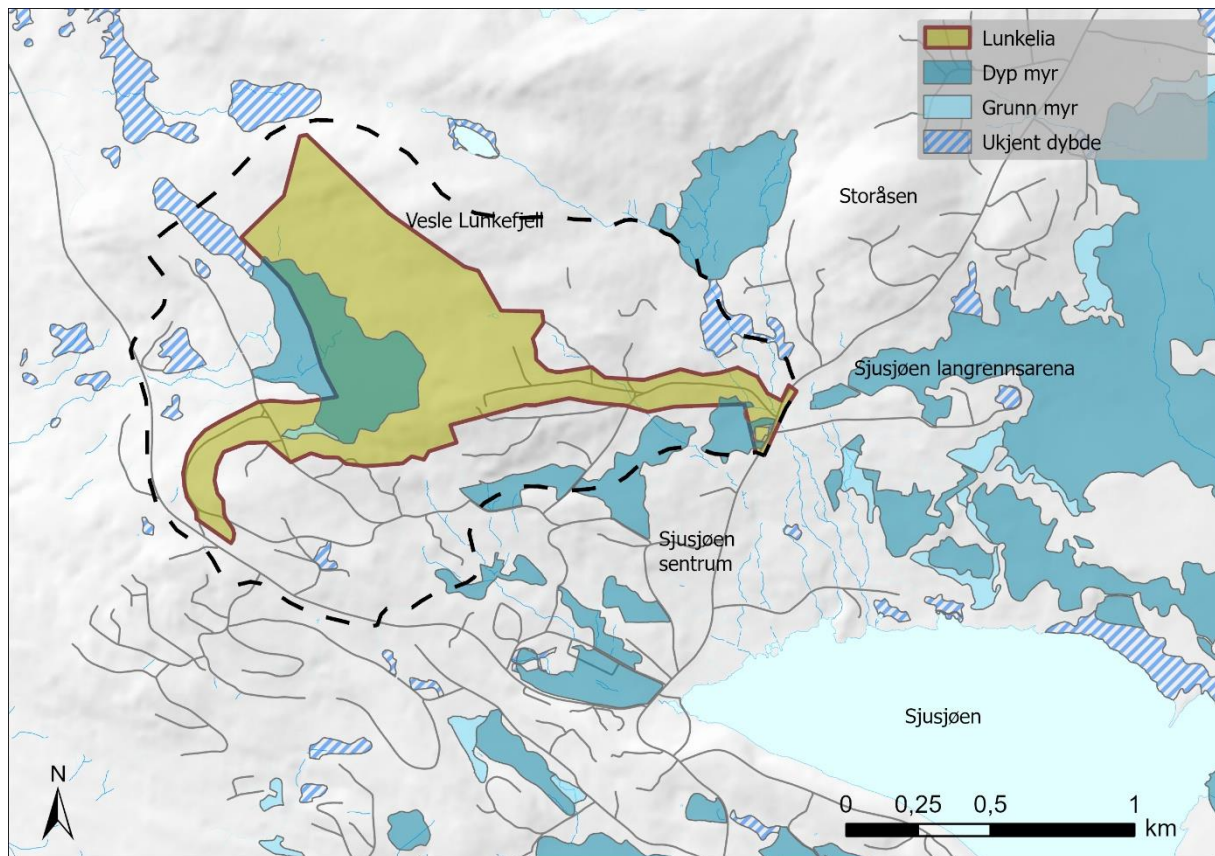 Lunkelia
Dyp myr
Grunn myr
Ukjent dybde
Storåsen
Vesle Lunkefjell
Sjusjøen langrennsarena
Sjusjøen
sentrum
Sjusjøen
N
0 0,25 0,5 1
km